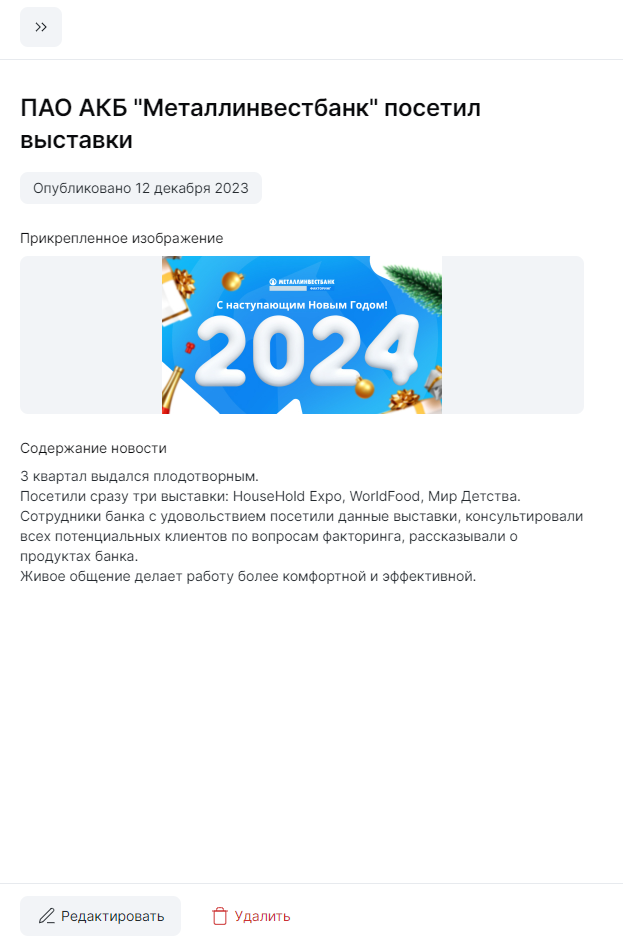 ПАО АКБ "Металлинвестбанк" посетил
выставки
Опубликовано 12 декабря 2023
Прикрепленное изображение
МЕТАЛЛИНВЕСТБАНК
ФАКТОРИНГ
С наступающим Новым Годом!
2024
Содержание новости
3 квартал выдался плодотворным.
Посетили сразу три выставки: HouseHold Expo, WorldFood, Мир Детства.
Сотрудники банка с удовольствием посетили данные выставки, консультировали
всех потенциальных клиентов по вопросам факторинга, рассказывали о
продуктах банка.
Живое общение делает работу более комфортной и эффективной.
Редактировать
Удалить